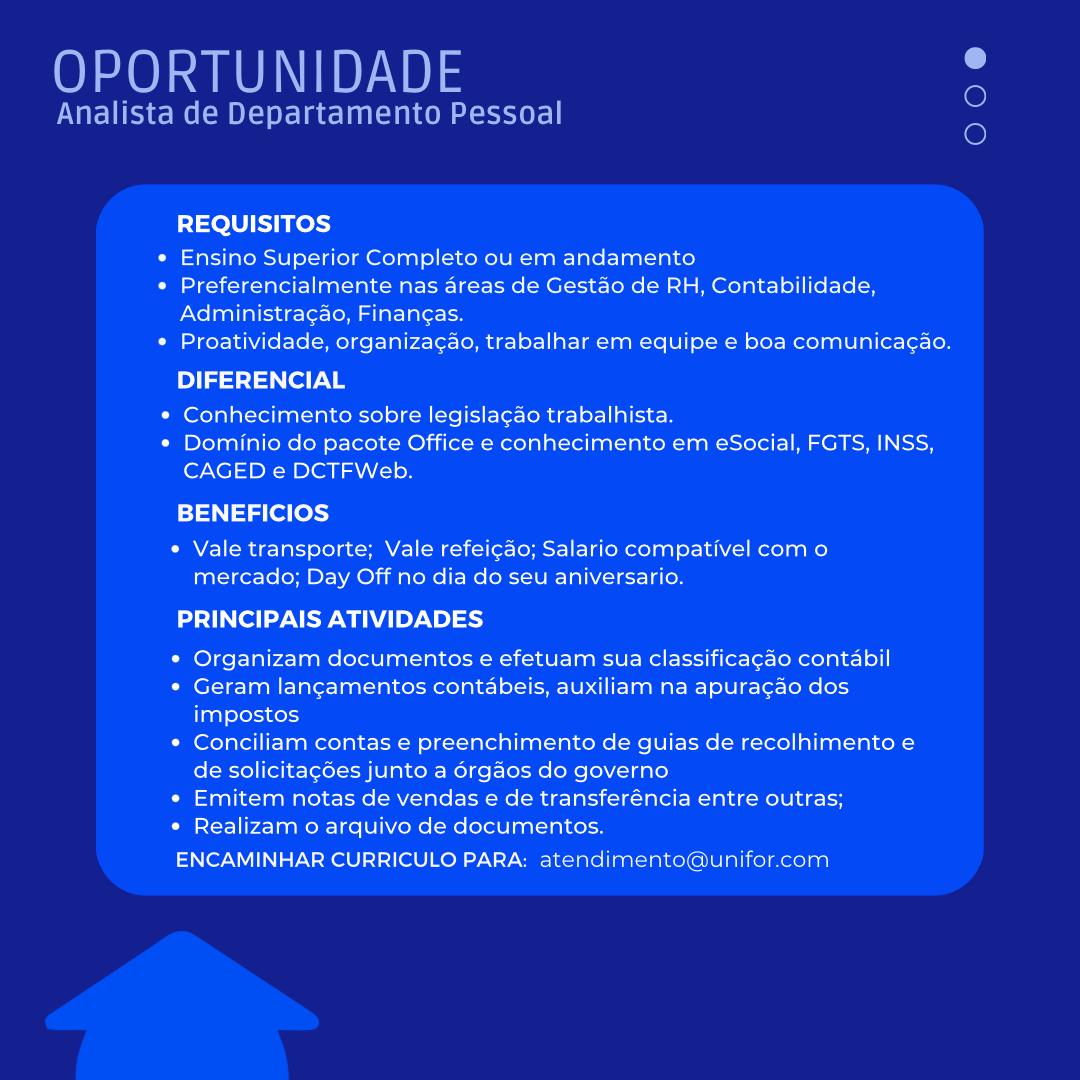 OPORTUNIDADE
Analista de Departamento Pessoal
REQUISITOS
• Ensino Superior Completo ou em andamento
• Preferencialmente nas áreas de Gestão de RH, Contabilidade,
Administração, Finanças.
• Proatividade, organização, trabalhar em equipe e boa comunicação.
DIFERENCIAL
• Conhecimento sobre legislação trabalhista.
• Domínio do pacote Office e conhecimento em eSocial, FGTS, INSS,
CAGED e DCTFWeb.
BENEFICIOS
• Vale transporte;  Vale refeição; Salario compatível com o
mercado; Day Off no dia do seu aniversario.
PRINCIPAIS ATIVIDADES
• Organizam documentos e efetuam sua classificação contábil
• Geram lançamentos contábeis, auxiliam na apuração dos
impostos
• Conciliam contas e preenchimento de guias de recolhimento e
de solicitações junto a órgãos do governo
• Emitem notas de vendas e de transferência entre outras;
• Realizam o arquivo de documentos.
ENCAMINHAR CURRICULO PARA:  atendimento@unifor.com